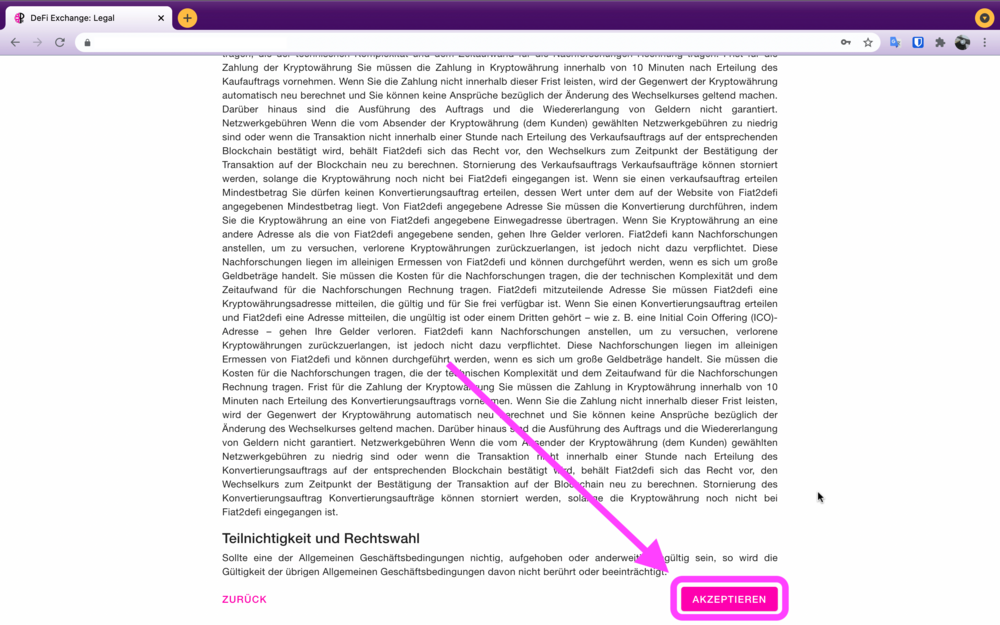 DeFi Exchange: Legal
Zahlung der Kryptowährung Sie müssen die Zahlung in Kryptowährung innerhalb von 10 Minuten nach Erteilung des
Kaufauftrags vornehmen. Wenn Sie die Zahlung nicht innerhalb dieser Frist leisten, wird der Gegenwert der Kryptowährung
automatisch neu berechnet und Sie können keine Ansprüche bezüglich der Änderung des Wechselkurses geltend machen.
Darüber hinaus sind die Ausführung des Auftrags und die Wiedererlangung von Geldern nicht garantiert.
Netzwerkgebühren Wenn die vom Absender der Kryptowährung (dem Kunden) gewählten Netzwerkgebühren zu niedrig
sind oder wenn die Transaktion nicht innerhalb einer Stunde nach Erteilung des Verkaufsauftrags auf der entsprechenden
Blockchain bestätigt wird, behält Fiat2defi sich das Recht vor, den Wechselkurs zum Zeitpunkt der Bestätigung der
Transaktion auf der Blockchain neu zu berechnen. Stornierung des Verkaufsauftrags Verkaufsaufträge können storniert
werden, solange die Kryptowährung noch nicht bei Fiat2defi eingegangen ist. Wenn sie einen verkaufsauftrag erteilen
Mindestbetrag Sie dürfen keinen Konvertierungsauftrag erteilen, dessen Wert unter dem auf der Website von Fiat2defi
angegebenen Mindestbetrag liegt. Von Fiat2defi angegebene Adresse Sie müssen die Konvertierung durchführen, indem
Sie die Kryptowährung an eine von Fiat2defi angegebene Einwegadresse übertragen. Wenn Sie Kryptowährung an eine
andere Adresse als die von Fiat2defi angegebene senden, gehen Ihre Gelder verloren. Fiat2defi kann Nachforschungen
anstellen, um zu versuchen, verlorene Kryptowährungen zurückzuerlangen, ist jedoch nicht dazu verpflichtet. Diese
Nachforschungen liegen im alleinigen Ermessen von Fiat2defi und können durchgeführt werden, wenn es sich um große
Geldbeträge handelt. Sie müssen die Kosten für die Nachforschungen tragen, die der technischen Komplexität und dem
Zeitaufwand für die Nachforschungen Rechnung tragen. Fiat2defi mitzuteilende Adresse Sie müssen Fiat2defi eine
Kryptowährungsadresse mitteilen, die gültig und für Sie frei verfügbar ist. Wenn Sie einen Konvertierungsauftrag erteilen
und Fiat2defi eine Adresse mitteilen, die ungültig ist oder einem Dritten gehört – wie z. B. eine Initial Coin Offering (ICO)-
Adresse – gehen Ihre Gelder verloren. Fiat2defi kann Nachforschungen anstellen, um zu versuchen, verlorene
Kryptowährungen zurückzuerlangen, ist jedoch nicht dazu verpflichtet. Diese Nachforschungen liegen im alleinigen
Ermessen von Fiat2defi und können durchgeführt werden, wenn es sich um große Geldbeträge handelt. Sie müssen die
Kosten für die Nachforschungen tragen, die der technischen Komplexität und dem Zeitaufwand für die Nachforschungen
Rechnung tragen. Frist für die Zahlung der Kryptowährung Sie müssen die Zahlung in Kryptowährung innerhalb von 10
Minuten nach Erteilung des Konvertierungsauftrags vornehmen. Wenn Sie die Zahlung nicht innerhalb dieser Frist leisten,
wird der Gegenwert der Kryptowährung automatisch neu berechnet und Sie können keine Ansprüche bezüglich der
Änderung des Wechselkurses geltend machen. Darüber hinaus sind die Ausführung des Auftrags und die Wiedererlangung
von Geldern nicht garantiert. Netzwerkgebühren Wenn die vom Absender der Kryptowährung (dem Kunden) gewählten
Netzwerkgebühren zu niedrig sind oder wenn die Transaktion nicht innerhalb einer Stunde nach Erteilung des
Konvertierungsauftrags auf der entsprechenden Blockchain bestätigt wird, behält Fiat2defi sich das Recht vor, den
Wechselkurs zum Zeitpunkt der Bestätigung der Transaktion auf der Blockchain neu zu berechnen. Stornierung des
Konvertierungsauftrag Konvertierungsaufträge können storniert werden, solange die Kryptowährung noch nicht bei
Fiat2defi eingegangen ist.
Teilnichtigkeit und Rechtswahl
Sollte eine der Allgemeinen Geschäftsbedingungen nichtig, aufgehoben oder anderweitig ungültig sein, so wird die
Gültigkeit der übrigen Allgemeinen Geschäftsbedingungen davon nicht berührt oder beeinträchtigt.
ZURÜCK
AKZEPTIEREN